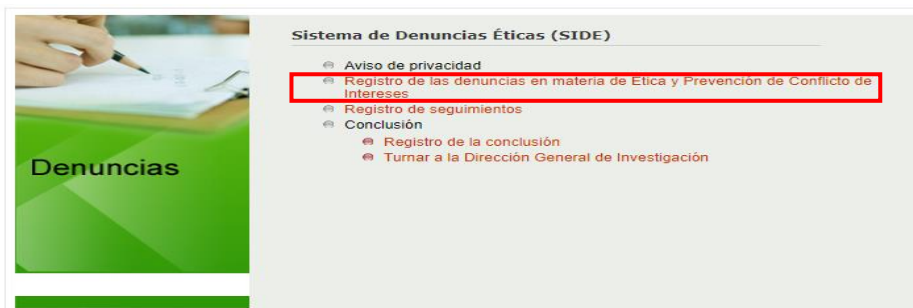 Sistema de Denuncias Éticas (SIDE)
Aviso de privacidad
Registro de las denuncias en materia de Etica y Prevención de Conflicto de
Intereses
Registro de seguimientos
Conclusión
Registro de la conclusión
Turnar a la Dirección General de Investigación
Denuncias